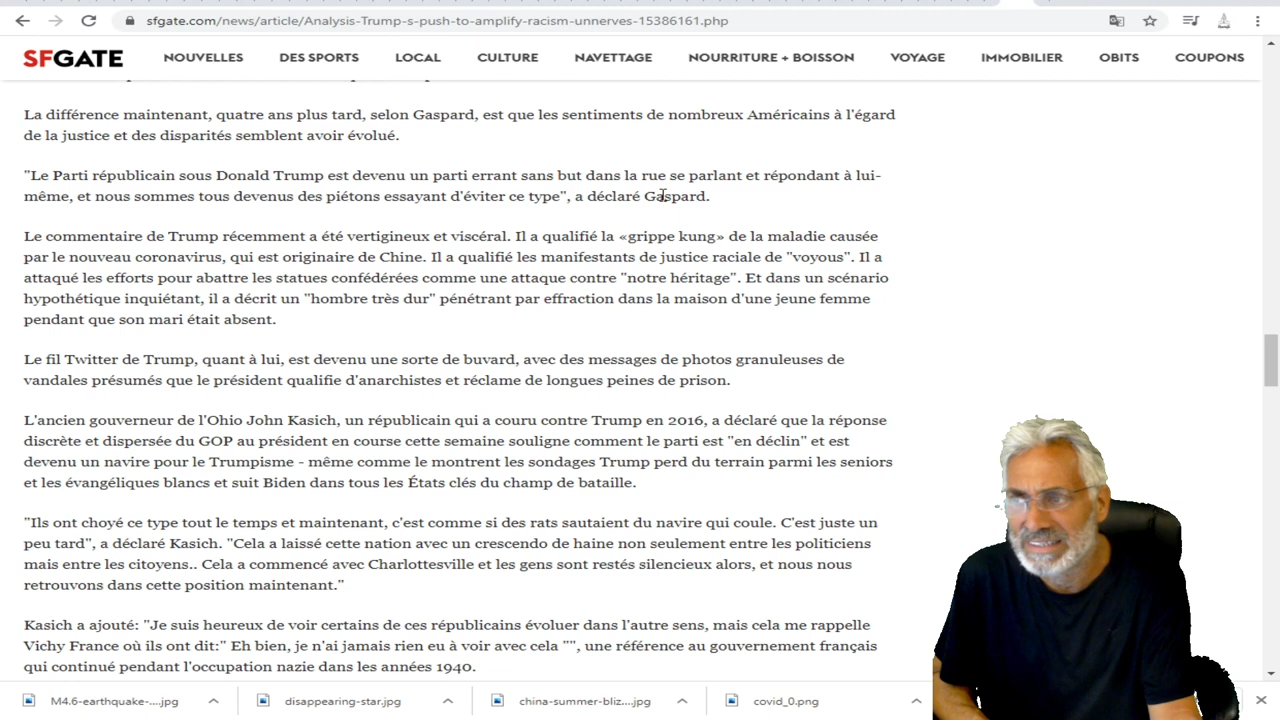 sfgate.com/news/article/Analysis-Trump-s-push-to-amplify-racism-unnerves-15386161.php
SFGATE NOUVELLES DES SPORTS LOCAL CULTURE NAVETTAGE NOURRITURE + BOISSON VOYAGE IMMOBILIER OBITS COUPONS
La différence maintenant, quatre ans plus tard, selon Gaspard, est que les sentiments de nombreux Américains à l'égard
de la justice et des disparités semblent avoir évolué.
"Le Parti républicain sous Donald Trump est devenu un parti errant sans but dans la rue se parlant et répondant à lui-
même, et nous sommes tous devenus des piétons essayant d'éviter ce type", a déclaré Gaspard.
Le commentaire de Trump récemment a été vertigineux et viscéral. Il a qualifié la «grippe kung» de la maladie causée
par le nouveau coronavirus, qui est originaire de Chine. Il a qualifié les manifestants de justice raciale de "voyous". Il a
attaqué les efforts pour abattre les statues confédérées comme une attaque contre "notre héritage". Et dans un scénario
hypothétique inquiétant, il a décrit un "hombre très dur" pénétrant par effraction dans la maison d'une jeune femme
pendant que son mari était absent.
Le fil Twitter de Trump, quant à lui, est devenu une sorte de buvard, avec des messages de photos granuleuses de
vandales présumés que le président qualifie d'anarchistes et réclame de longues peines de prison.
L'ancien gouverneur de l'Ohio John Kasich, un républicain qui a couru contre Trump en 2016, a déclaré que la réponse
discrète et dispersée du GOP au président en course cette semaine souligne comment le parti est "en déclin" et est
devenu un navire pour le Trumpisme - même comme le montrent les sondages Trump perd du terrain parmi les seniors
et les évangéliques blancs et suit Biden dans tous les États clés du champ de bataille.
"Ils ont choyé ce type tout le temps et maintenant, c'est comme si des rats sautaient du navire qui coule. C'est juste un
peu tard", a déclaré Kasich. "Cela a laissé cette nation avec un crescendo de haine non seulement entre les politiciens
mais entre les citoyens.. Cela a commencé avec Charlottesville et les gens sont restés silencieux alors, et nous nous
retrouvons dans cette position maintenant."
Kasich a ajouté: "Je suis heureux de voir certains de ces républicains évoluer dans l'autre sens, mais cela me rappelle
Vichy France où ils ont dit:" Eh bien, je n'ai jamais rien eu à voir avec cela "", une référence au gouvernement français
qui continué pendant l'occupation nazie dans les années 1940.
M4.6-earthquake-....jpg disappearing-star.jpg china-summer-bliz....jpg covid_0.png